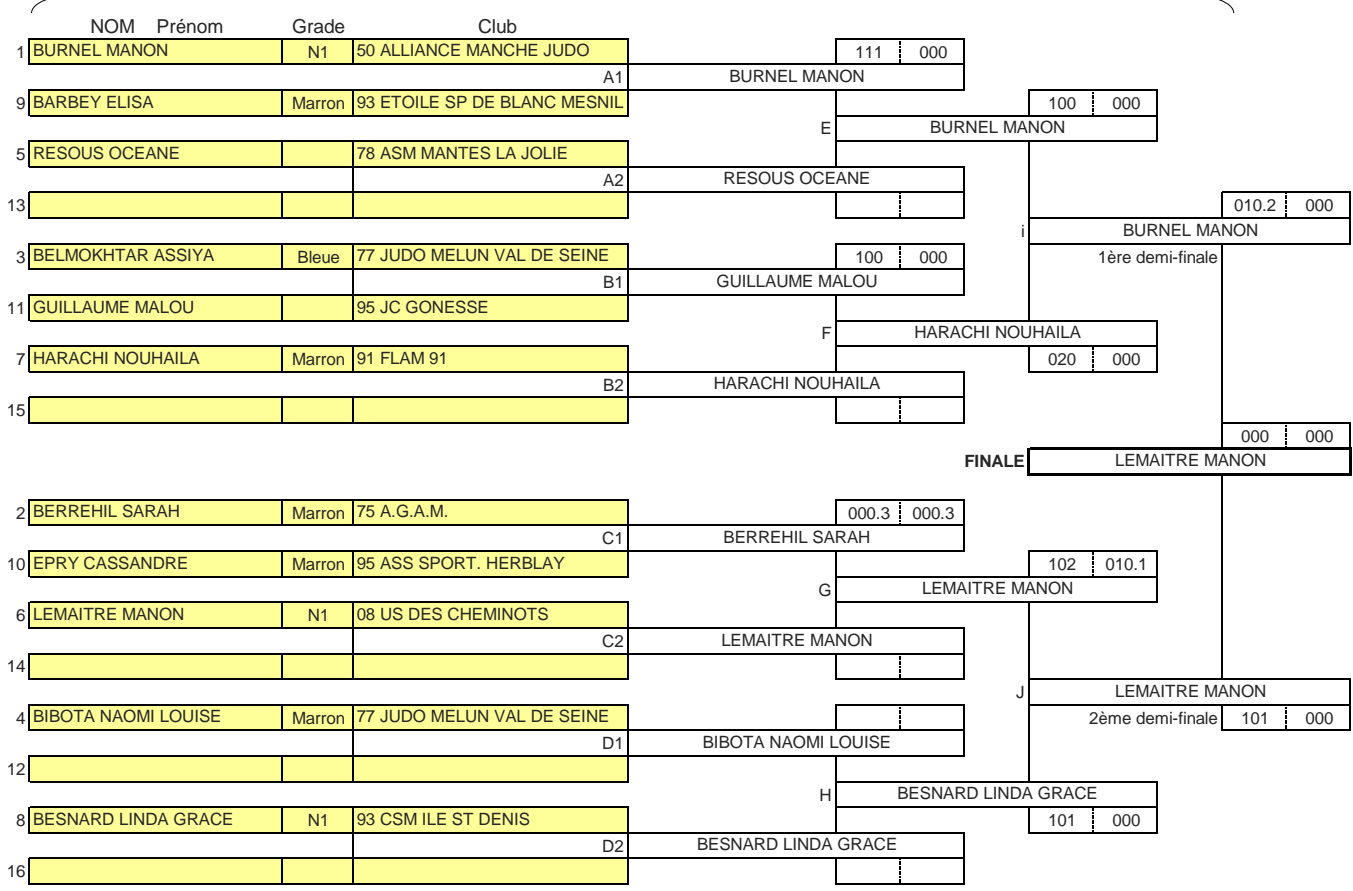 NOM Prénom Grade Club
1 BURNEL MANON N1 50 ALLIANCE MANCHE JUDO 111 000
A1 BURNEL MANON
9 BARBEY ELISA Marron 93 ETOILE SP DE BLANC MESNIL 100 000
E BURNEL MANON
5 RESOUS OCEANE 78 ASM MANTES LA JOLIE
A2 RESOUS OCEANE
13 010.2 000
i BURNEL MANON
3 BELMOKHTAR ASSIYA Bleue 77 JUDO MELUN VAL DE SEINE 100 000 1ère demi-finale
B1 GUILLAUME MALOU
11 GUILLAUME MALOU 95 JC GONESSE
F HARACHI NOUHAILA
7 HARACHI NOUHAILA Marron 91 FLAM 91 020 000
B2 HARACHI NOUHAILA
15
000 000
FINALE LEMAITRE MANON
2 BERREHIL SARAH Marron 75 A.G.A.M. 000.3 000.3
C1 BERREHIL SARAH
10 EPRY CASSANDRE Marron 95 ASS SPORT. HERBLAY 102 010.1
G LEMAITRE MANON
6 LEMAITRE MANON N1 08 US DES CHEMINOTS
C2 LEMAITRE MANON
14
J LEMAITRE MANON
4 BIBOTA NAOMI LOUISE Marron 77 JUDO MELUN VAL DE SEINE 2ème demi-finale 101 000
D1 BIBOTA NAOMI LOUISE
12
H BESNARD LINDA GRACE
8 BESNARD LINDA GRACE N1 93 CSM ILE ST DENIS 101 000
D2 BESNARD LINDA GRACE
16